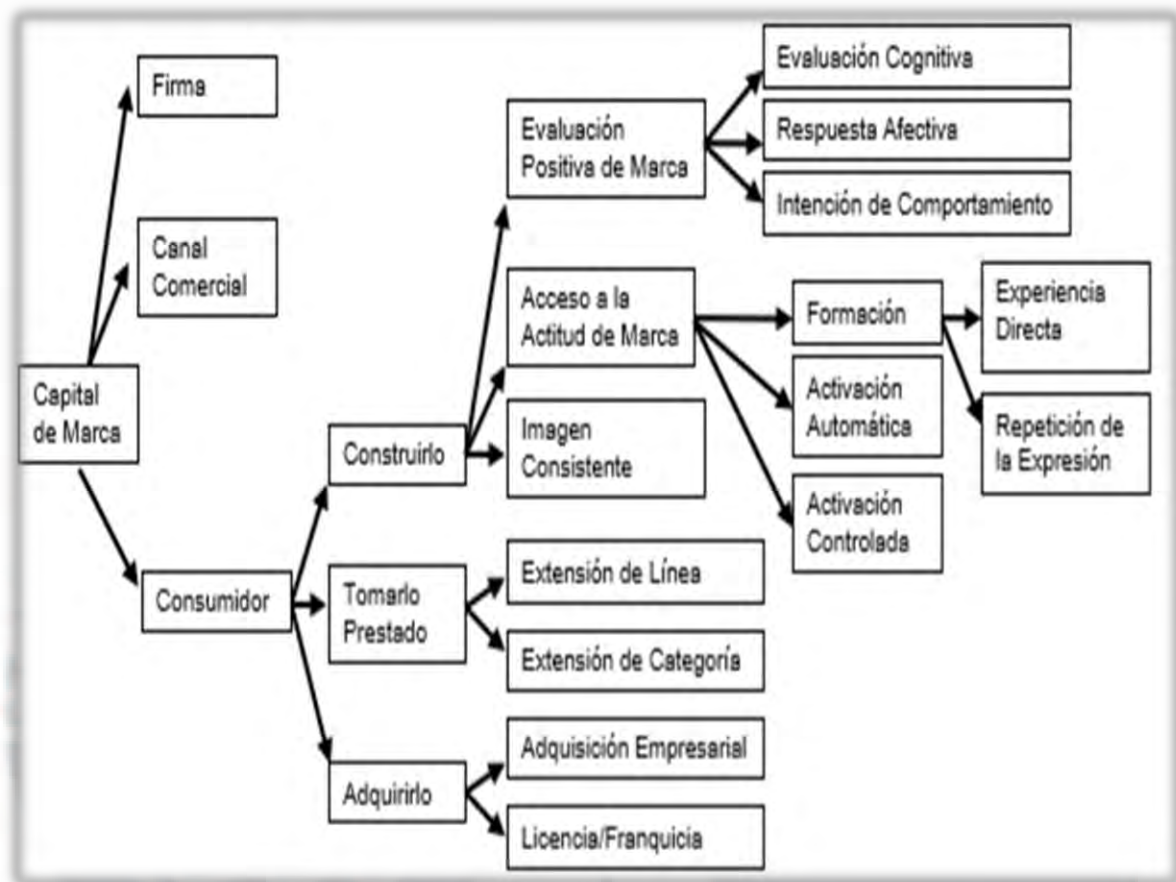 Firma
Canal
Comercial
Capital
de Marca
Consumidor
Construirlo
Tomarlo
Prestado
Adquirirlo
Evaluación
Positiva de Marca
Acceso a la
Actitud de Marca
Imagen
Consistente
Extensión de Línea
Extensión de Categoría
Adquisición Empresarial
Licencia/Franquicia
Evaluación Cognitiva
Respuesta Afectiva
Intención de Comportamiento
Formación
Activación
Automática
Activación
Controlada
Experiencia
Directa
Repetición de
la Expresión